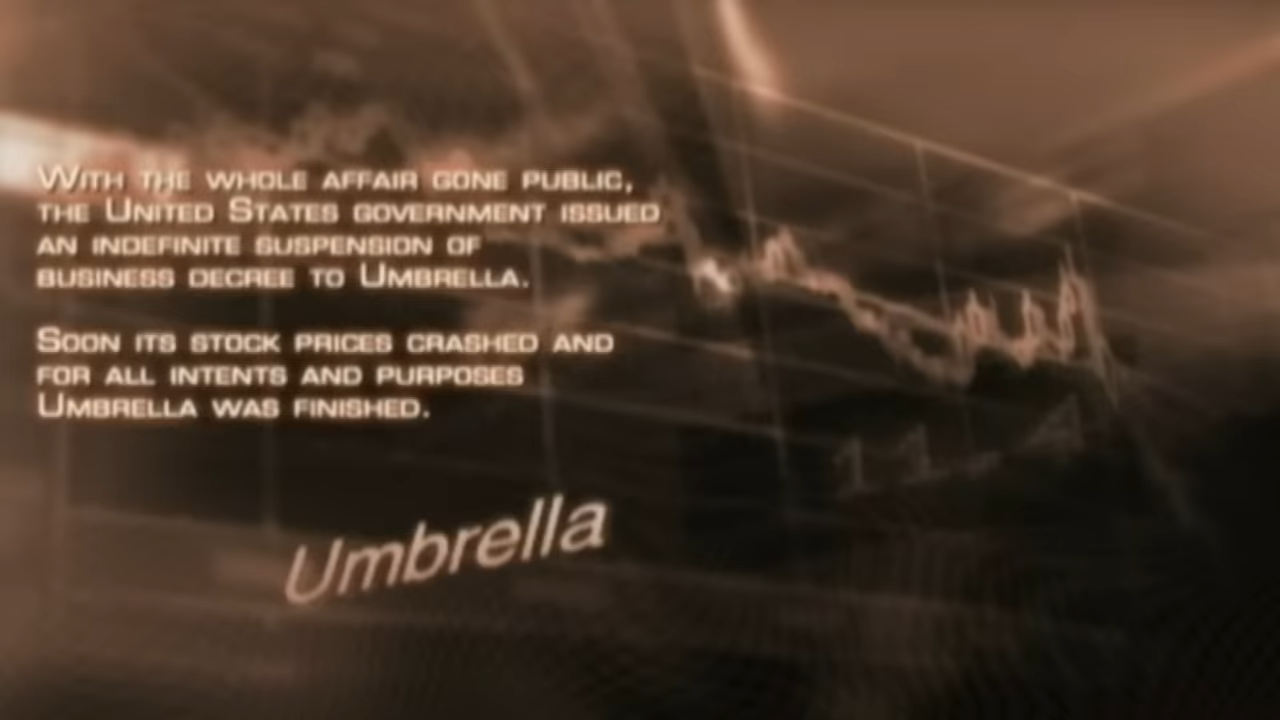 With the whole affair gone public,
the United States government issued
an indefinite suspension of
business decree to Umbrella.
Soon its stock prices crashed and
for all intents and purposes
Umbrella was finished.
Umbrella